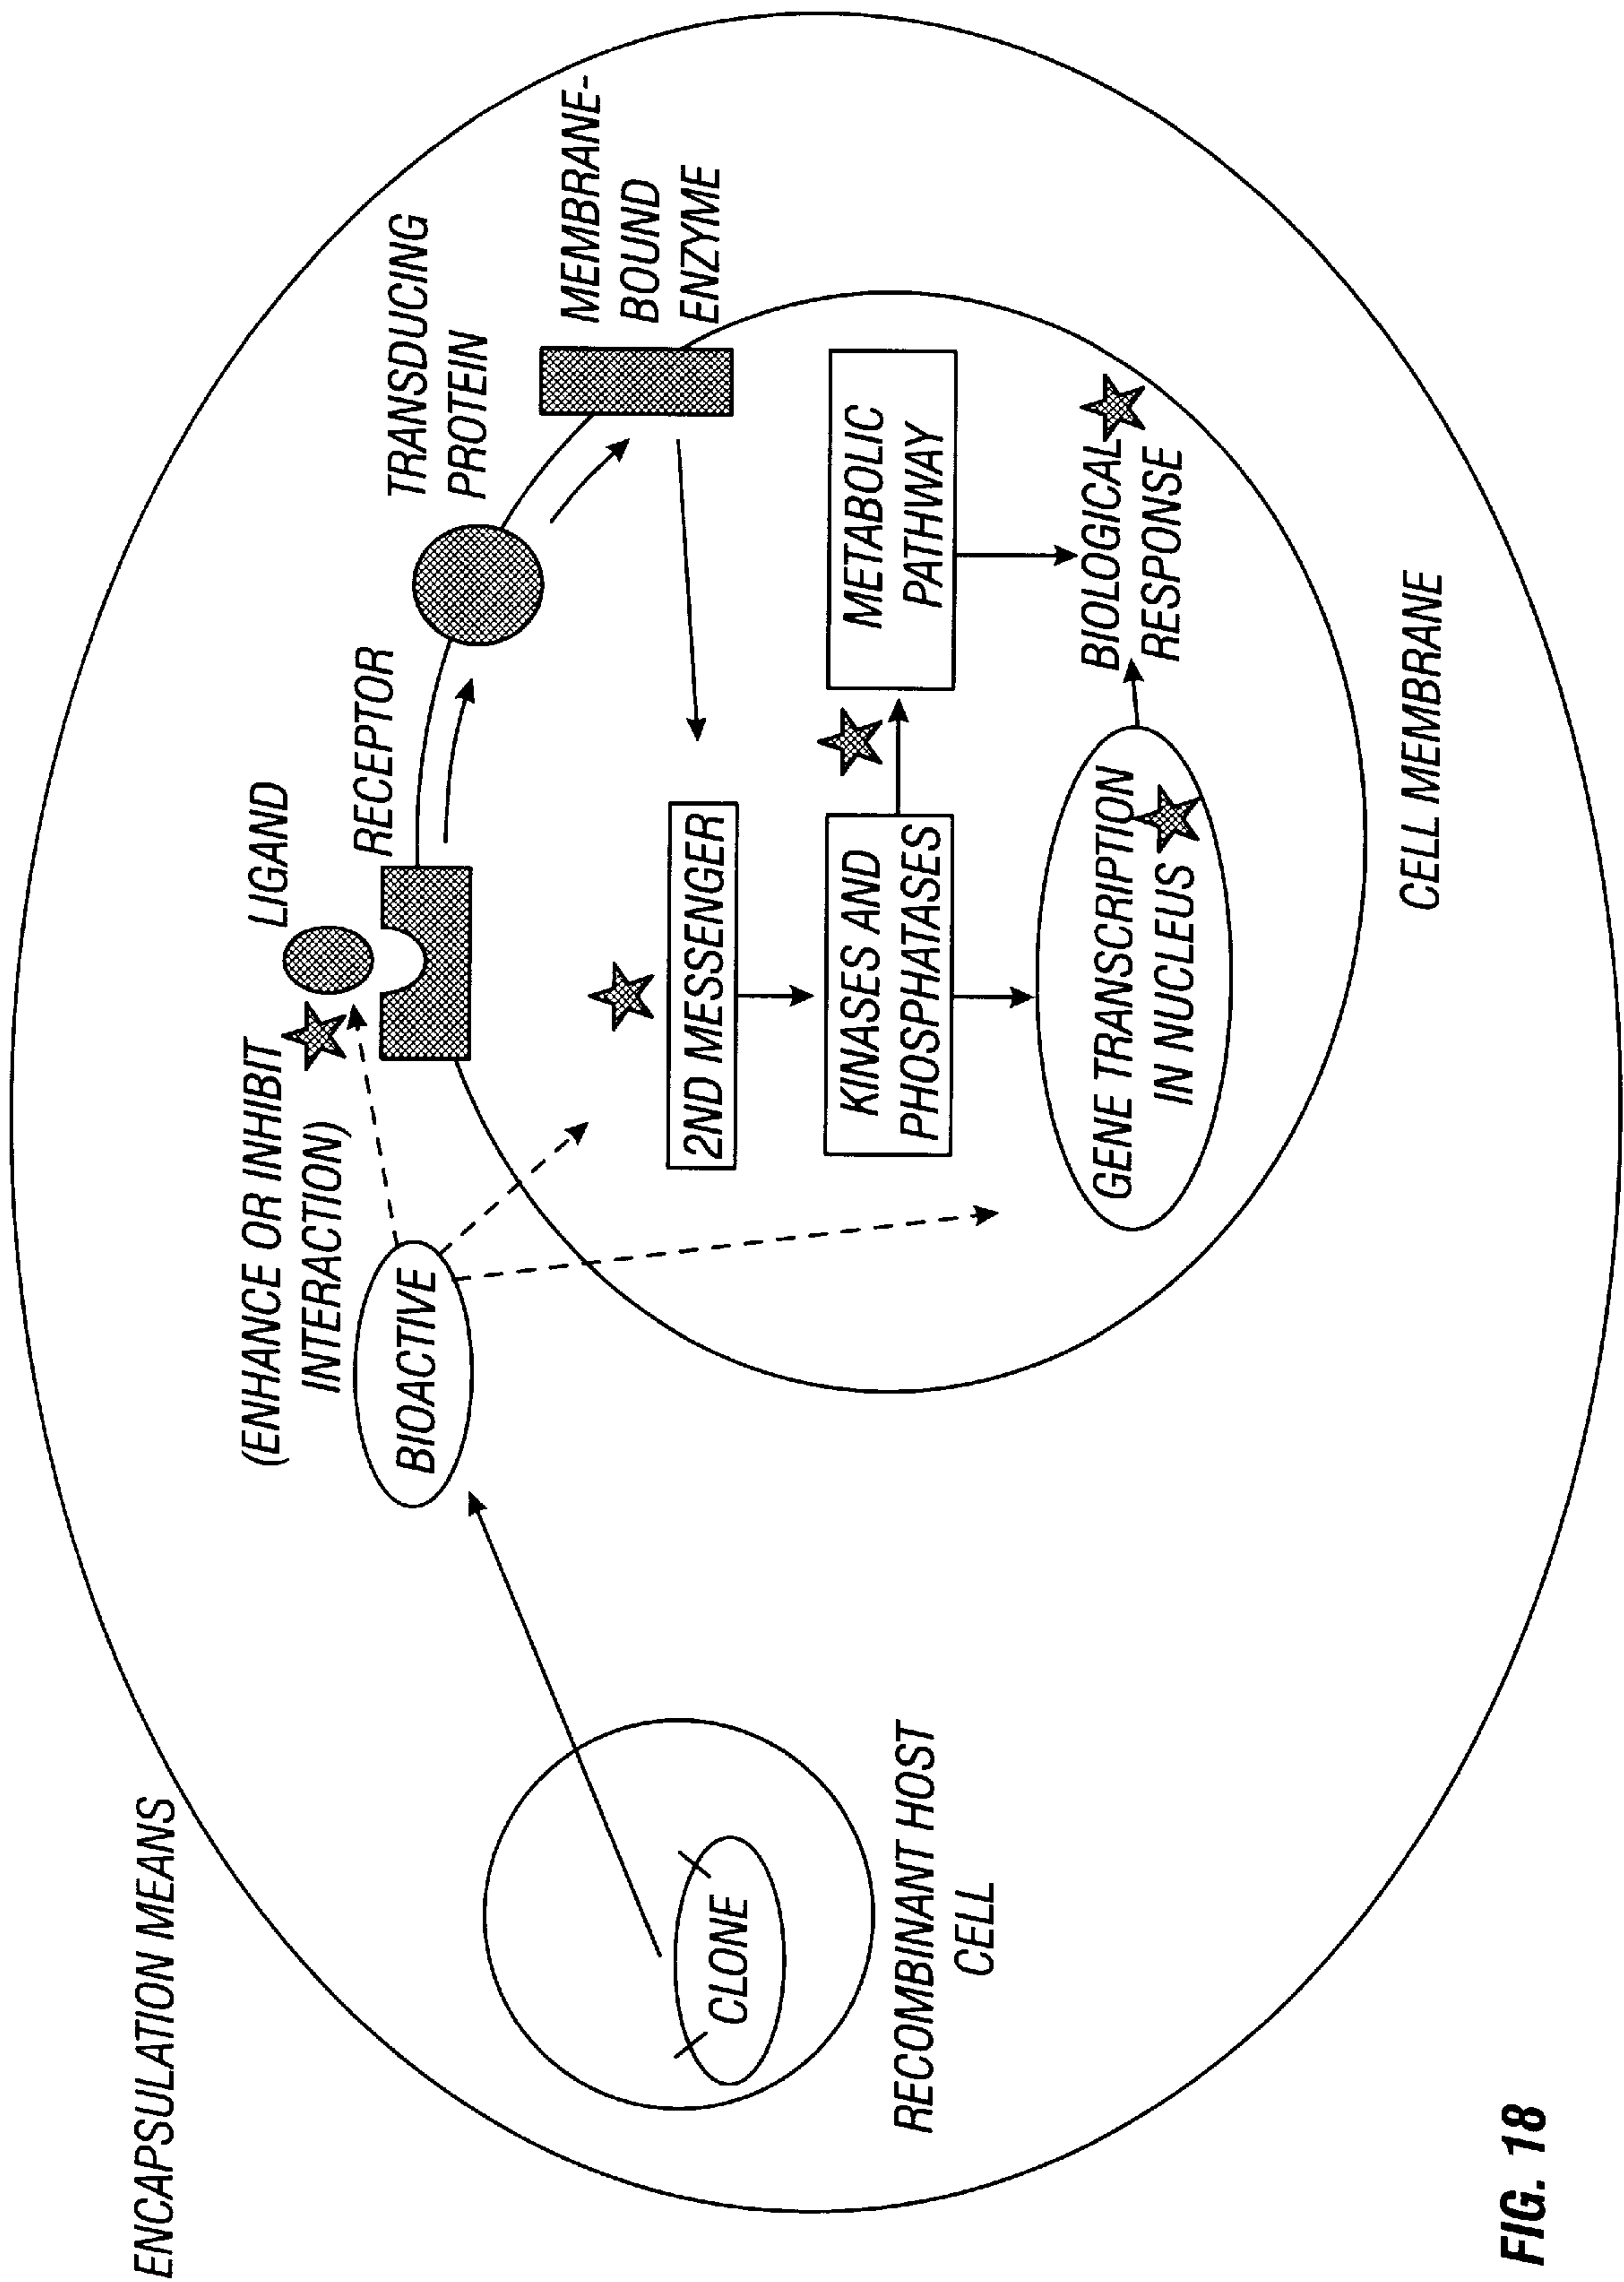 ENCAPSULATION MEANS
(ENHANCE OR INHIBIT
INTERACTION)
LIGAND
RECEPTOR
TRANSDUCING
PROTEIN
MEMBRANE-
BOUND
ENZYME
BIOACTIVE
2ND MESSENGER
KINASES AND
PHOSPHATASES
METABOLIC
PATHWAY
GENE TRANSCRIPTION
IN NUCLEUS
BIOLOGICAL
RESPONSE
CLONE
RECOMBINANT HOST
CELL
CELL MEMBRANE
FIG. 18